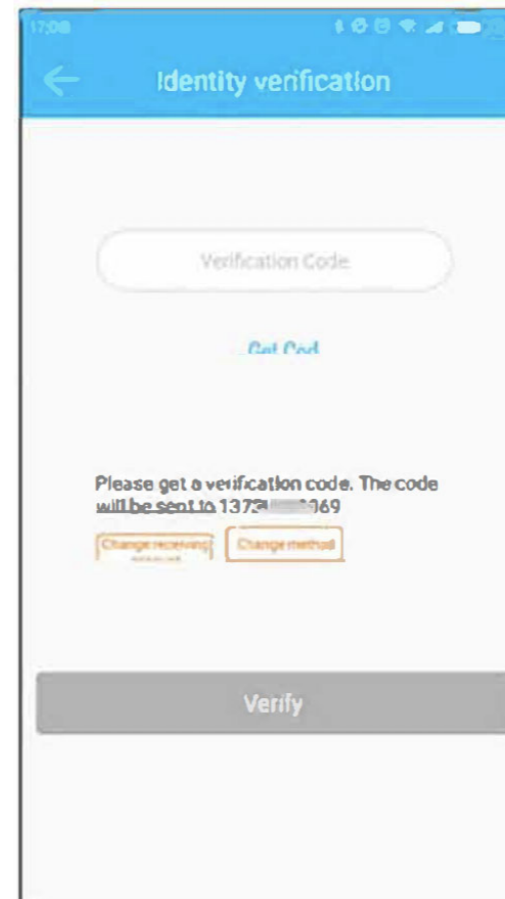 17:08
Identity verification
Verification Code
Get Cod
Please get a verification code. The code
will be sent to 137
069
Change receiving
Change method
Verify